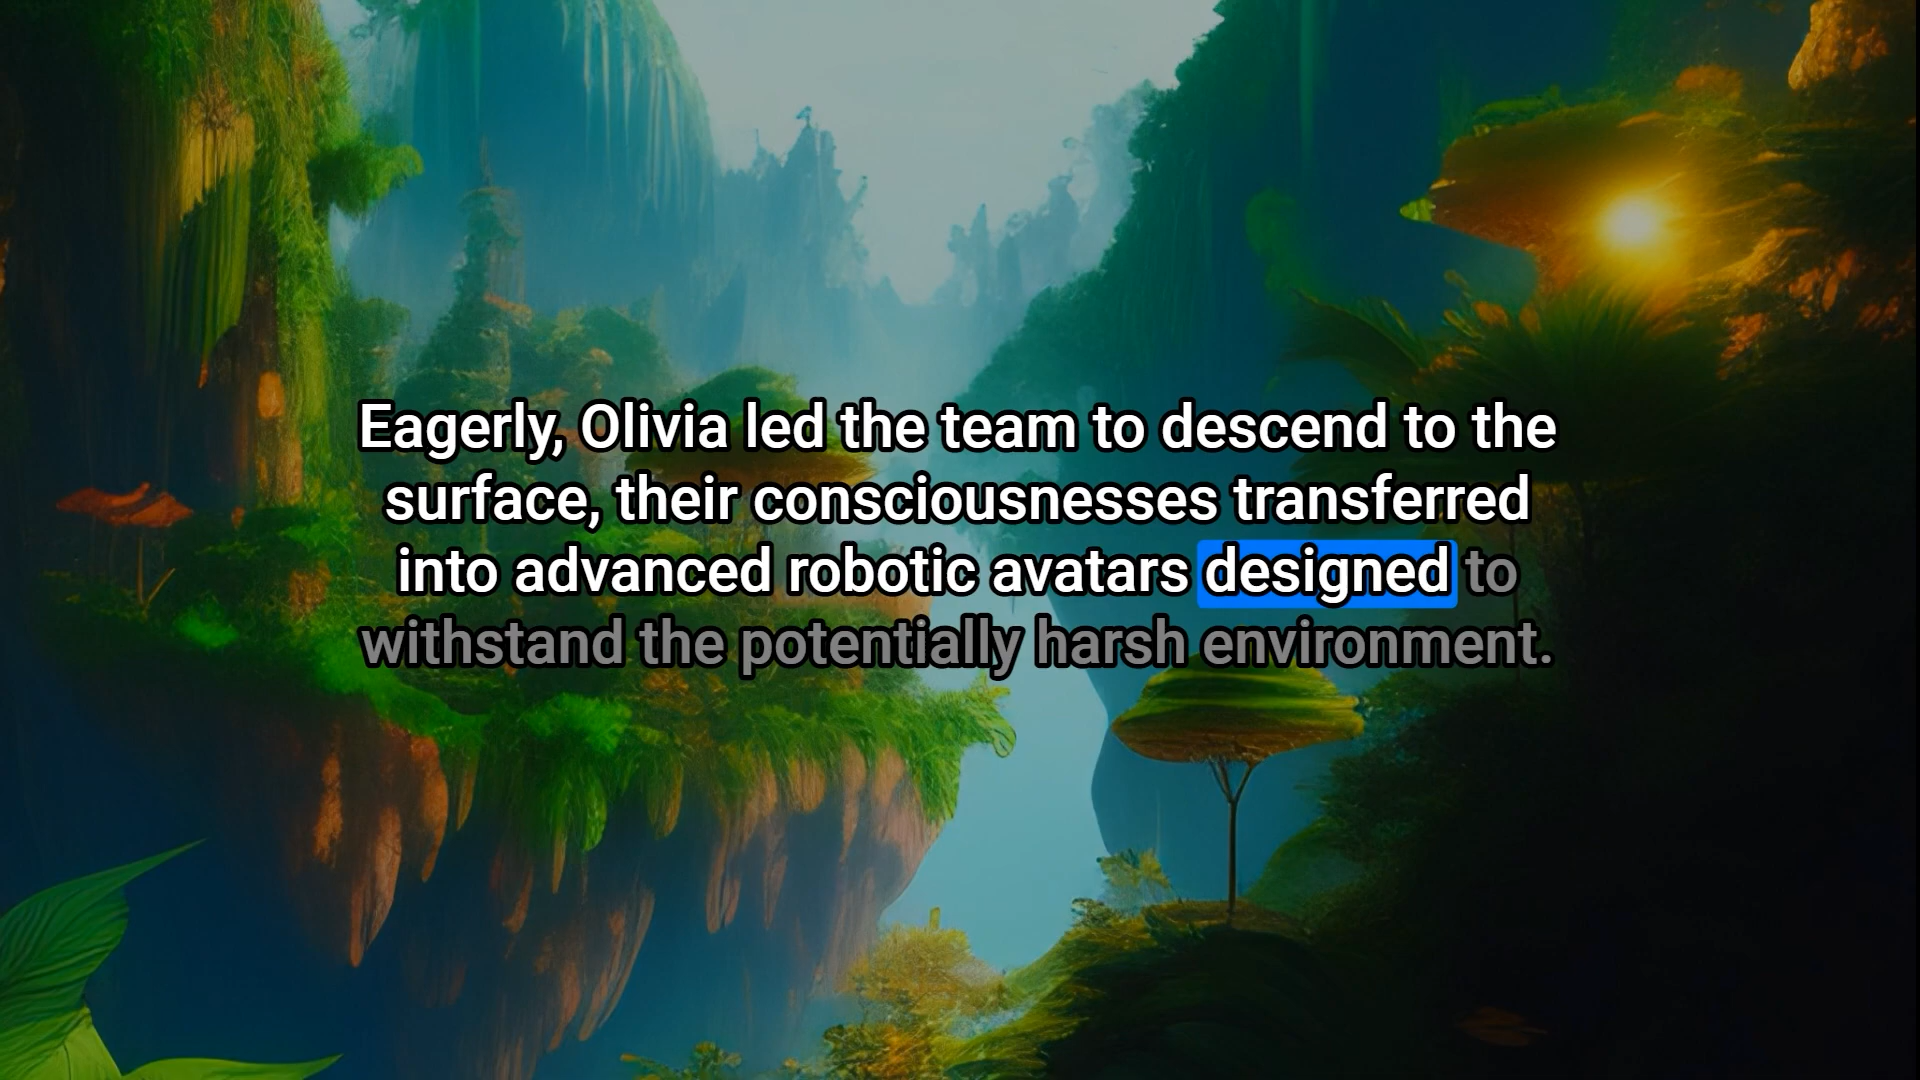 Eagerly, Olivia led the team to descend to the
surface, their consciousnesses transferred
into advanced robotic avatars designed to
withstand the potentially harsh environment.